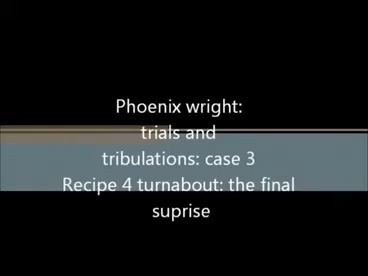 Phoenix wright:
trials and
tribulations: case 3
Recipe 4 turnabout: the final
suprise